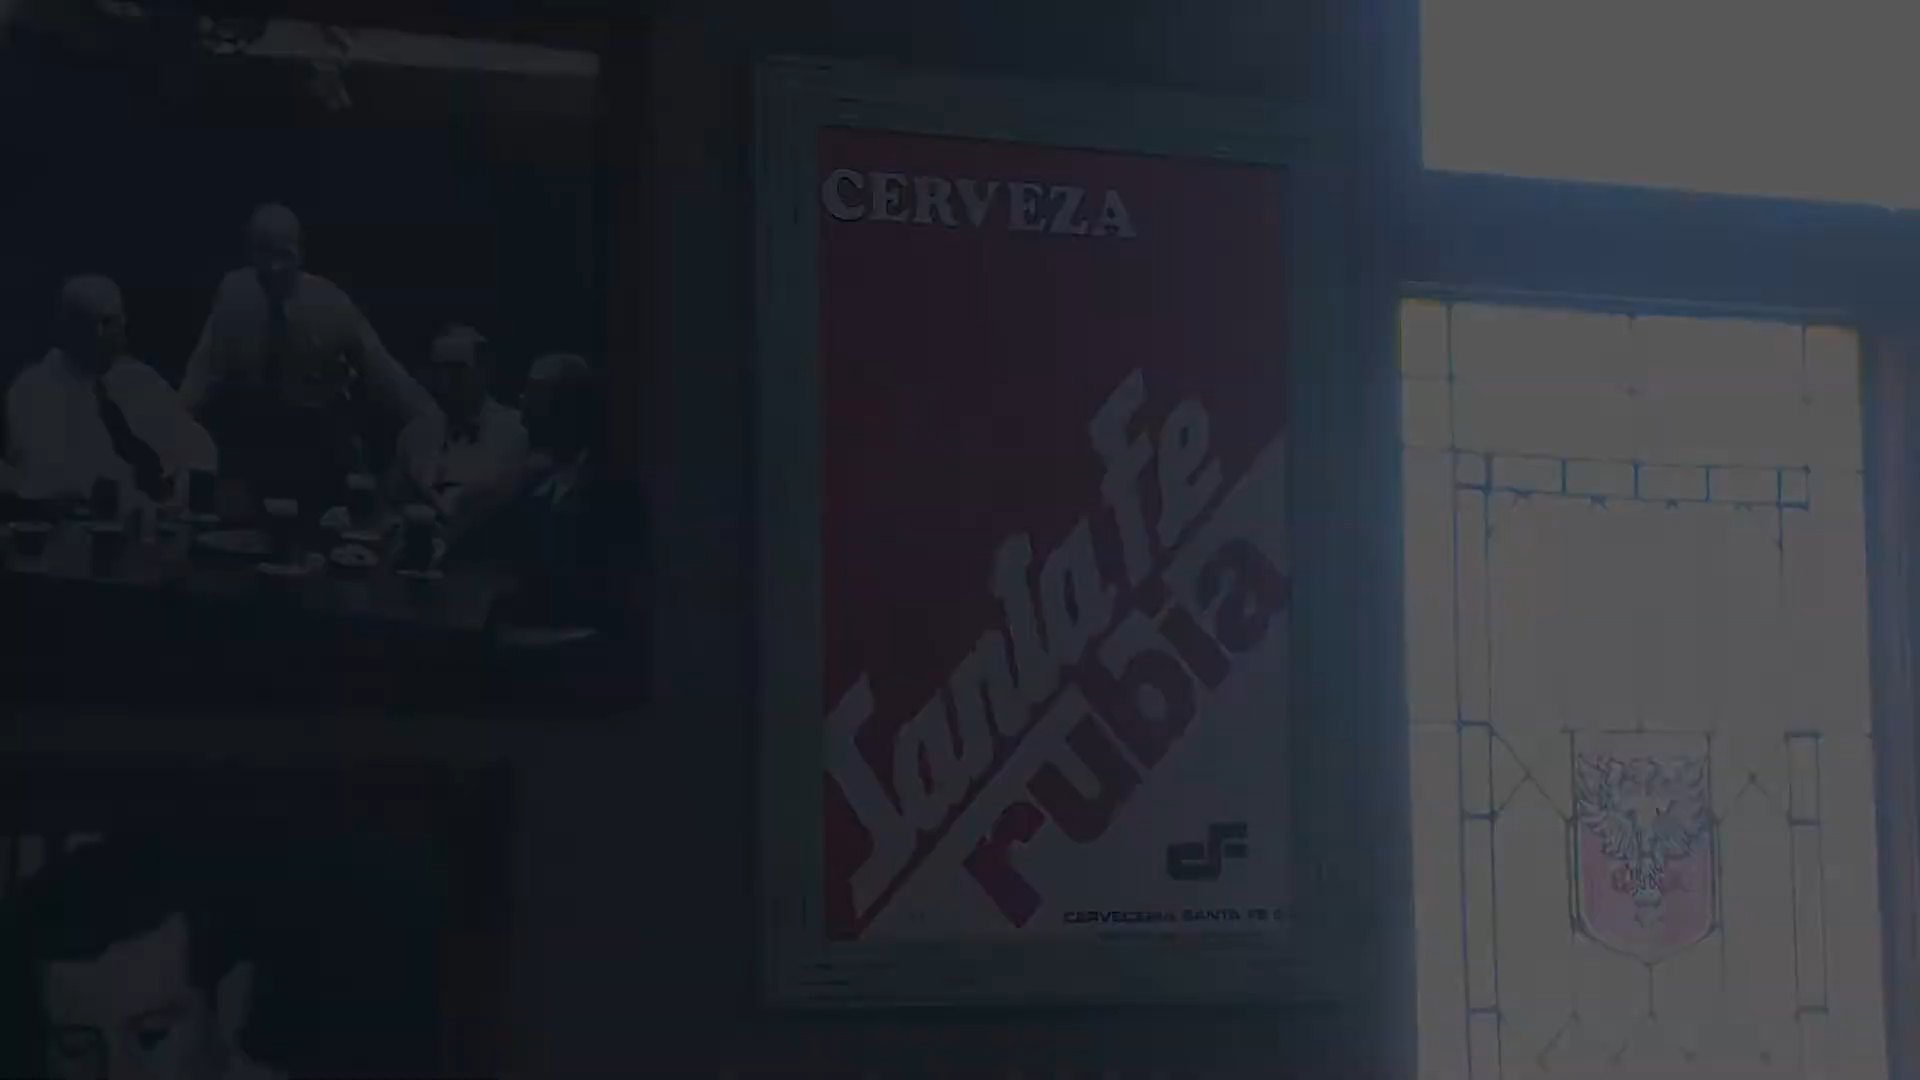 CERVEZA
Santa Fe
rubia
CERVECERIA SANTA FE S